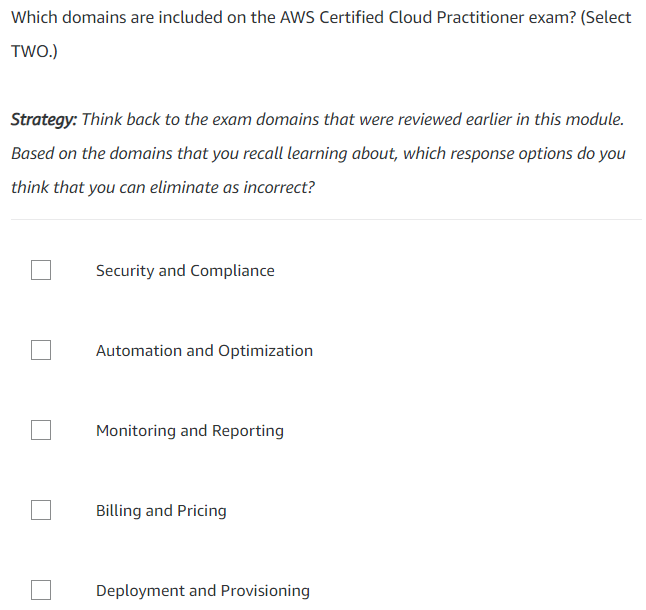 Which domains are included on the AWS Certified Cloud Practitioner exam? (Select
TWO.)
Strategy: Think back to the exam domains that were reviewed earlier in this module.
Based on the domains that you recall learning about, which response options do you
think that you can eliminate as incorrect?
Security and Compliance
Automation and Optimization
Monitoring and Reporting
Billing and Pricing
Deployment and Provisioning